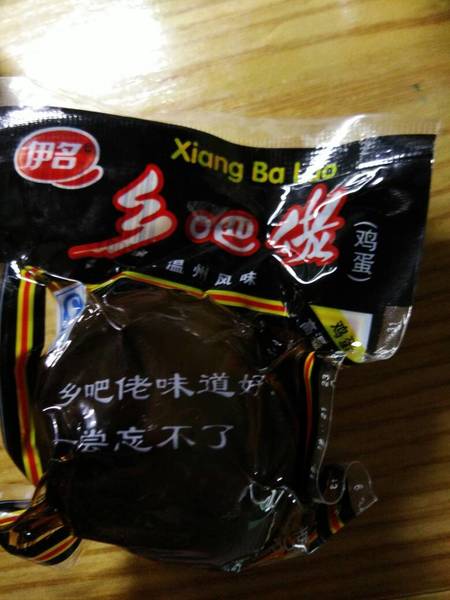 伊名
Xiang Ba Lao
乡吧佬
(鸡蛋)
温州风味
乡吧佬味道好
一尝忘不了